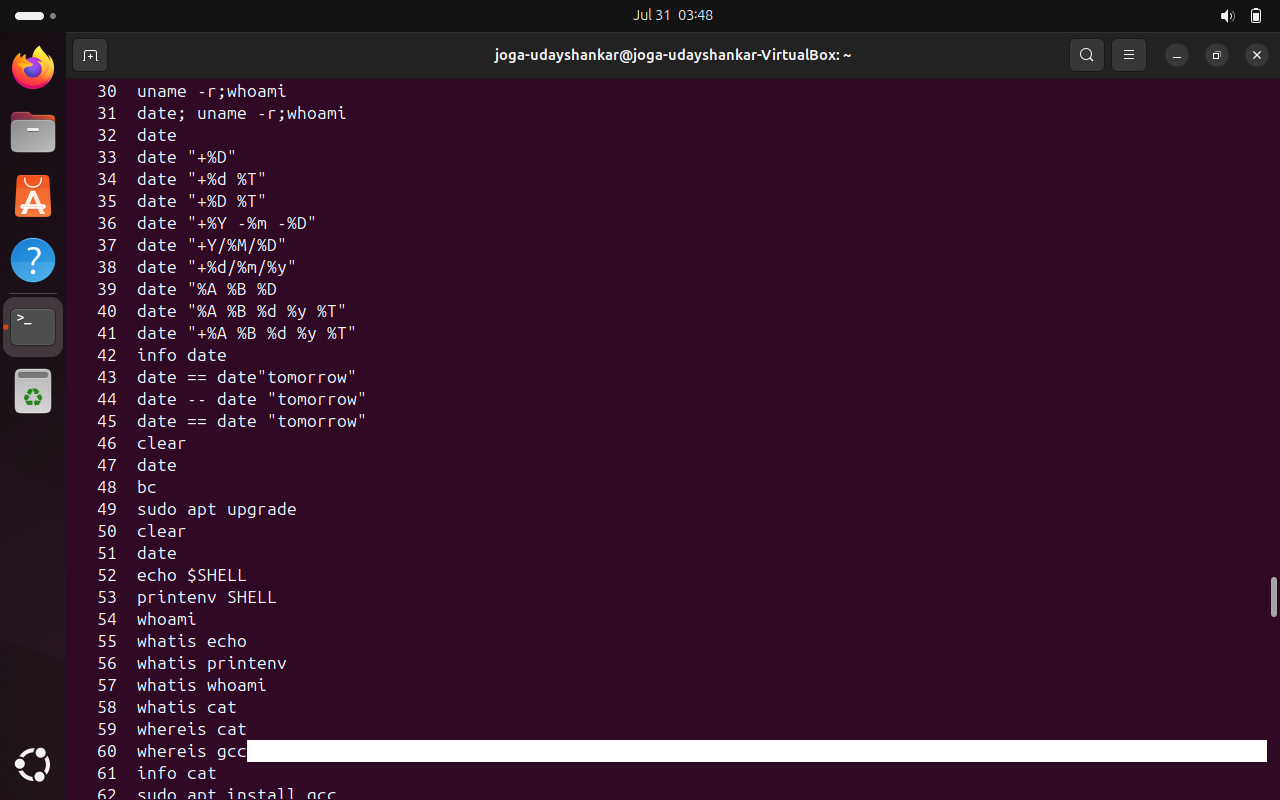 Jul 31 03:48
joga-udayshankar@joga-udayshankar-VirtualBox: ~
30 uname -r;whoami
31 date; uname -r;whoami
32 date
33 date "+%D"
34 date "+%d %T"
35 date "+%D %T"
36 date "+%Y -%m -%D"
37 date "+Y/%M/%D"
38 date "+%d/%m/%y"
39 date "%A %B %D
40 date "%A %B %d %y %T"
41 date "+%A %B %d %y %T"
42 info date
43 date == date"tomorrow"
44 date -- date "tomorrow"
45 date == date "tomorrow"
46 clear
47 date
48 bc
49 sudo apt upgrade
50 clear
51 date
52 echo $SHELL
53 printenv SHELL
54 whoami
55 whatis echo
56 whatis printenv
57 whatis whoami
58 whatis cat
59 whereis cat
60 whereis gcc
61 info cat
62 sudo apt install gcc